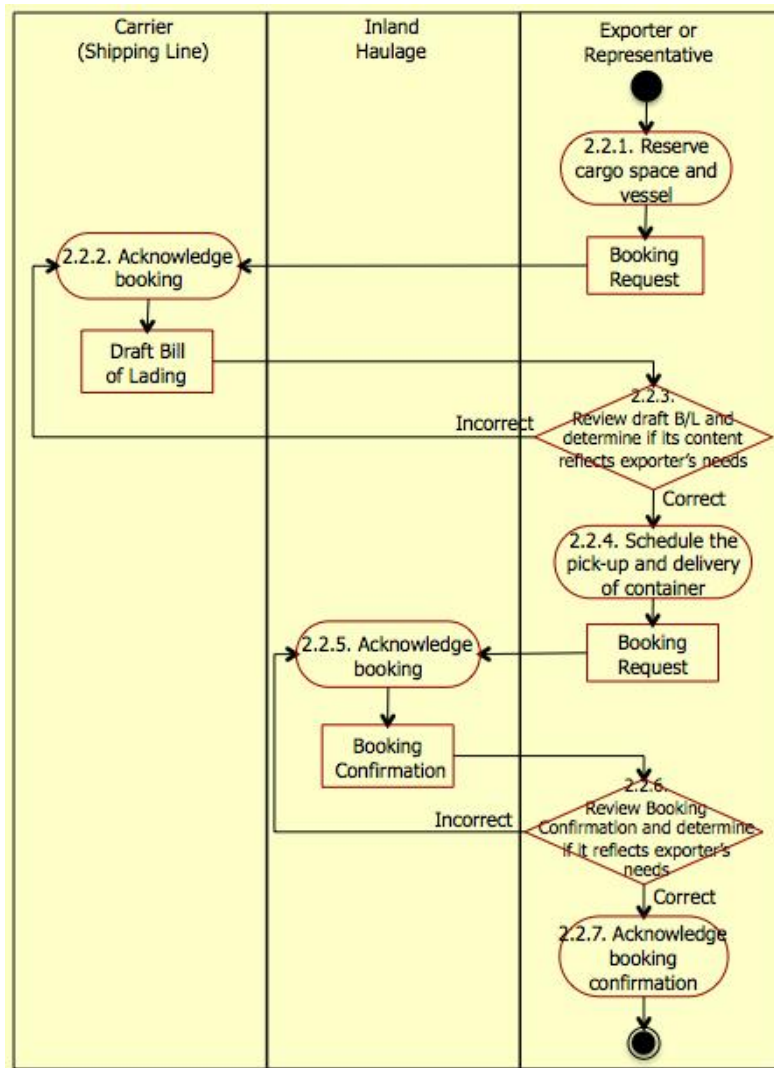 Carrier
(Shipping Line)
Inland
Haulage
Exporter or
Representative
2.2.1. Reserve
cargo space and
vessel
Booking
Request
2.2.2. Acknowledge
booking
Draft Bill
of Lading
2.2.3.
Review draft B/L and
determine if its content
reflects exporter's needs
Incorrect
Correct
2.2.4. Schedule the
pick-up and delivery
of container
Booking
Request
2.2.5. Acknowledge
booking
Booking
Confirmation
2.2.6.
Review Booking
Confirmation and determine
if it reflects exporter's
needs
Incorrect
Correct
2.2.7. Acknowledge
booking
confirmation